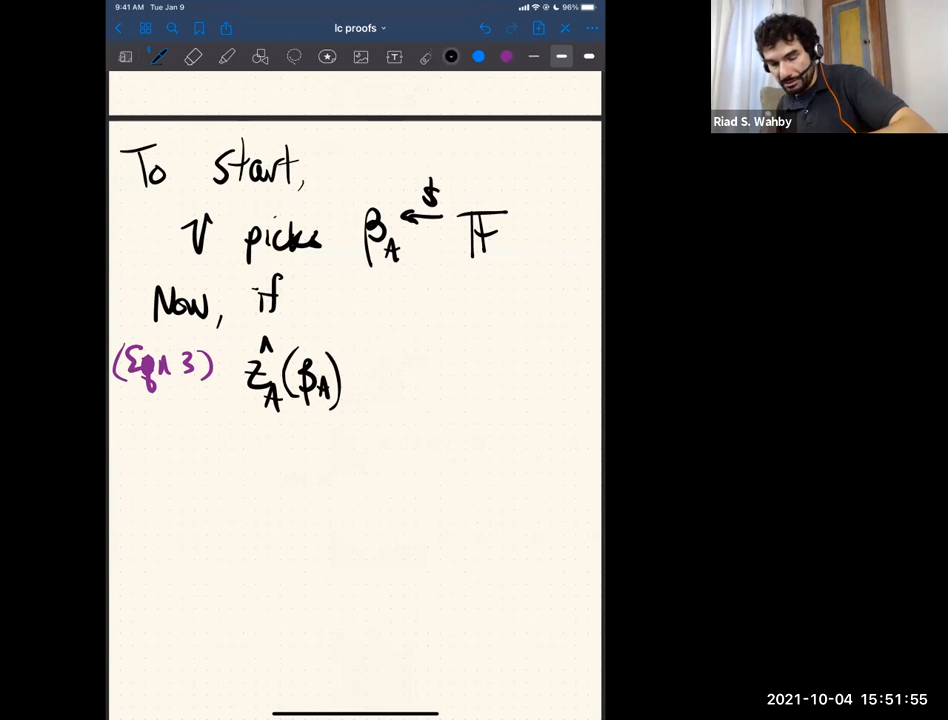 9:41 AM Tue Jan 9
96%
lc proofs
To start,
V picks β_A ←$ 𝔽
Now, if
(Eqn 3) ẑ_A(β_A)
Riad S. Wahby
2021-10-04 15:51:55